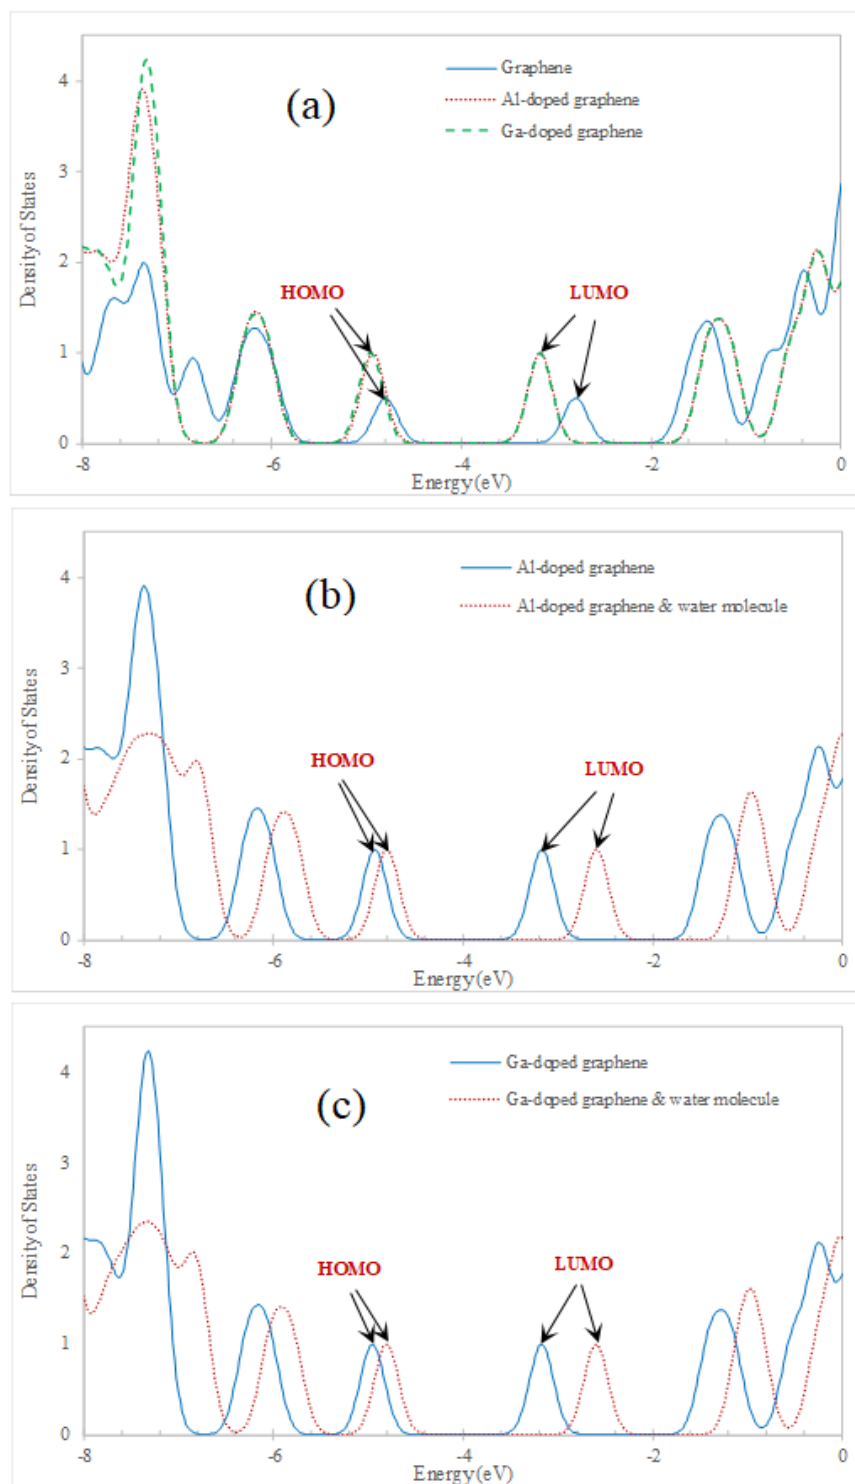 (a)
Graphene
Al-doped graphene
Ga-doped graphene
HOMO
LUMO
Density of States
4
3
2
1
0
-8
-6
-4
-2
0
Energy (eV)
(b)
Al-doped graphene
Al-doped graphene & water molecule
HOMO
LUMO
Density of States
4
3
2
1
0
-8
-6
-4
-2
0
Energy (eV)
(c)
Ga-doped graphene
Ga-doped graphene & water molecule
HOMO
LUMO
Density of States
4
3
2
1
0
-8
-6
-4
-2
0
Energy (eV)